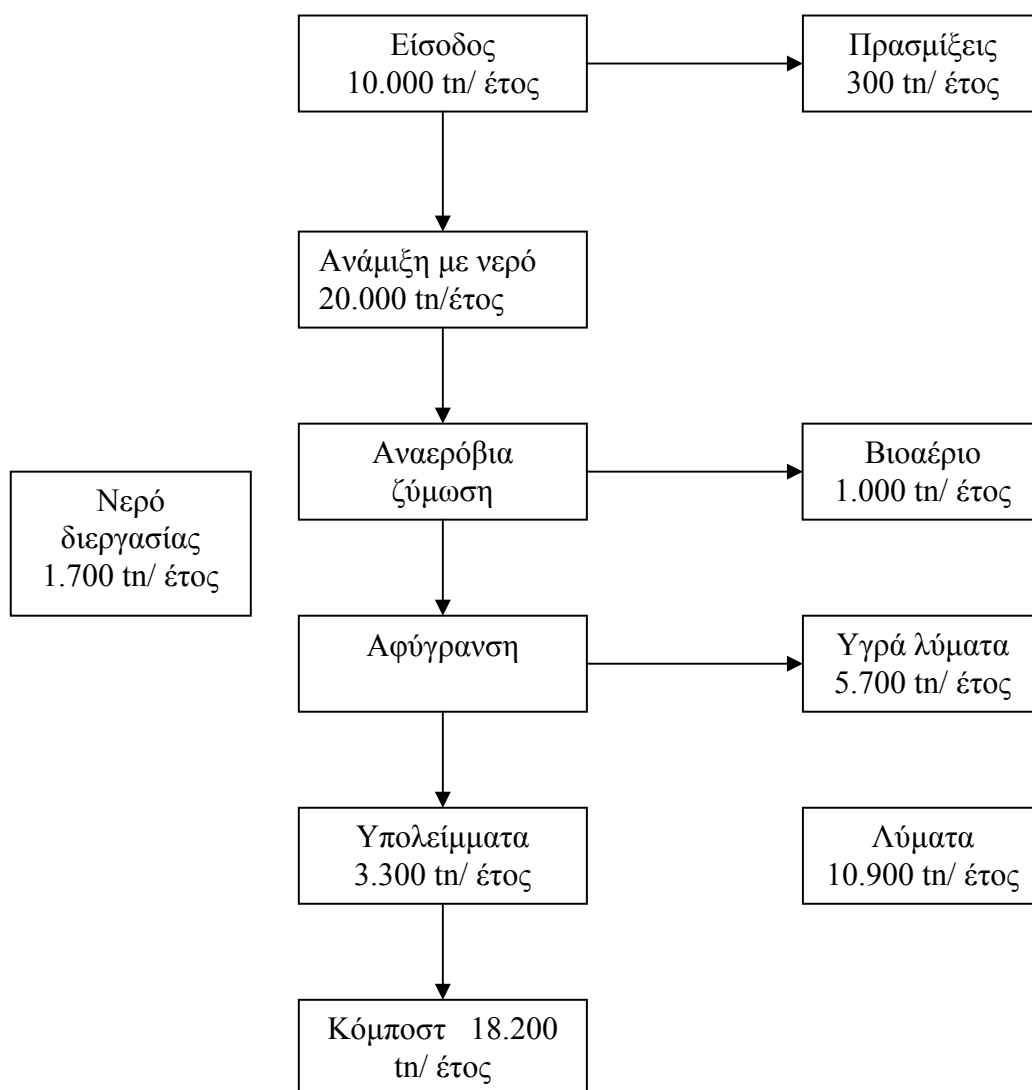 Είσοδος
10.000 tn/ έτος
Πρασμίξεις
300 tn/ έτος
Ανάμιξη με νερό
20.000 tn/έτος
Αναερόβια
ζύμωση
Βιοαέριο
1.000 tn/ έτος
Νερό
διεργασίας
1.700 tn/ έτος
Αφύγρανση
Υγρά λύματα
5.700 tn/ έτος
Υπολείμματα
3.300 tn/ έτος
Λύματα
10.900 tn/ έτος
Κόμποστ 18.200
tn/ έτος